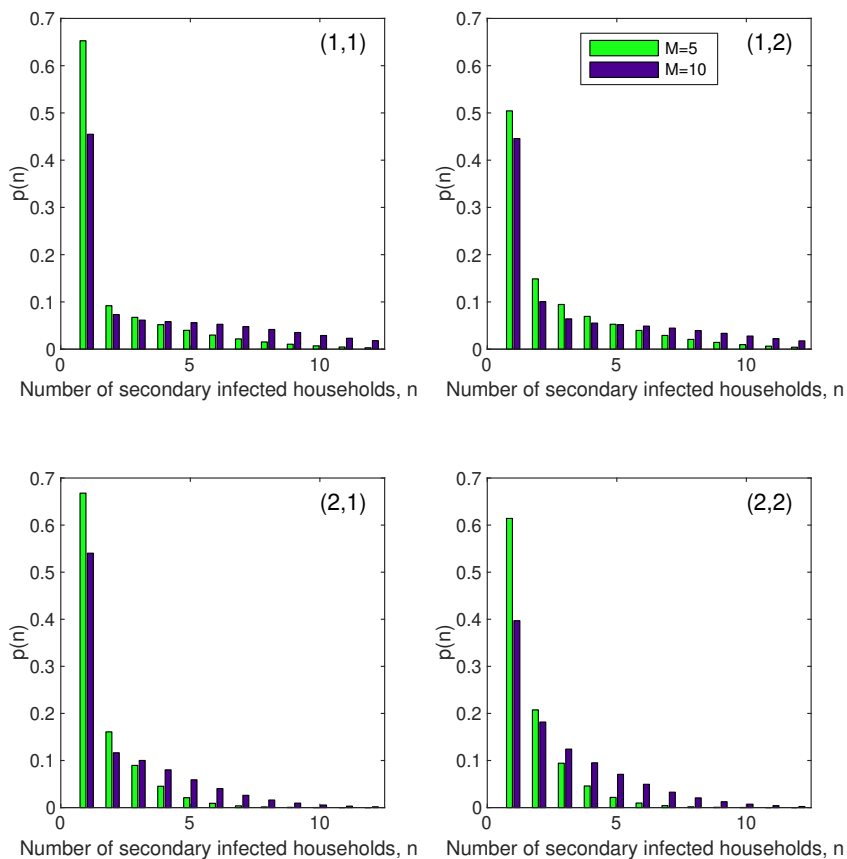 0.7
(1,1)
0.6
0.5
0.4
p(n)
0.3
0.2
0.1
0
0 5 10
Number of secondary infected households, n
0.7
M=5
(1,2)
M=10
0.6
0.5
0.4
p(n)
0.3
0.2
0.1
0
0 5 10
Number of secondary infected households, n
0.7
(2,1)
0.6
0.5
0.4
p(n)
0.3
0.2
0.1
0
0 5 10
Number of secondary infected households, n
0.7
(2,2)
0.6
0.5
0.4
p(n)
0.3
0.2
0.1
0
0 5 10
Number of secondary infected households, n